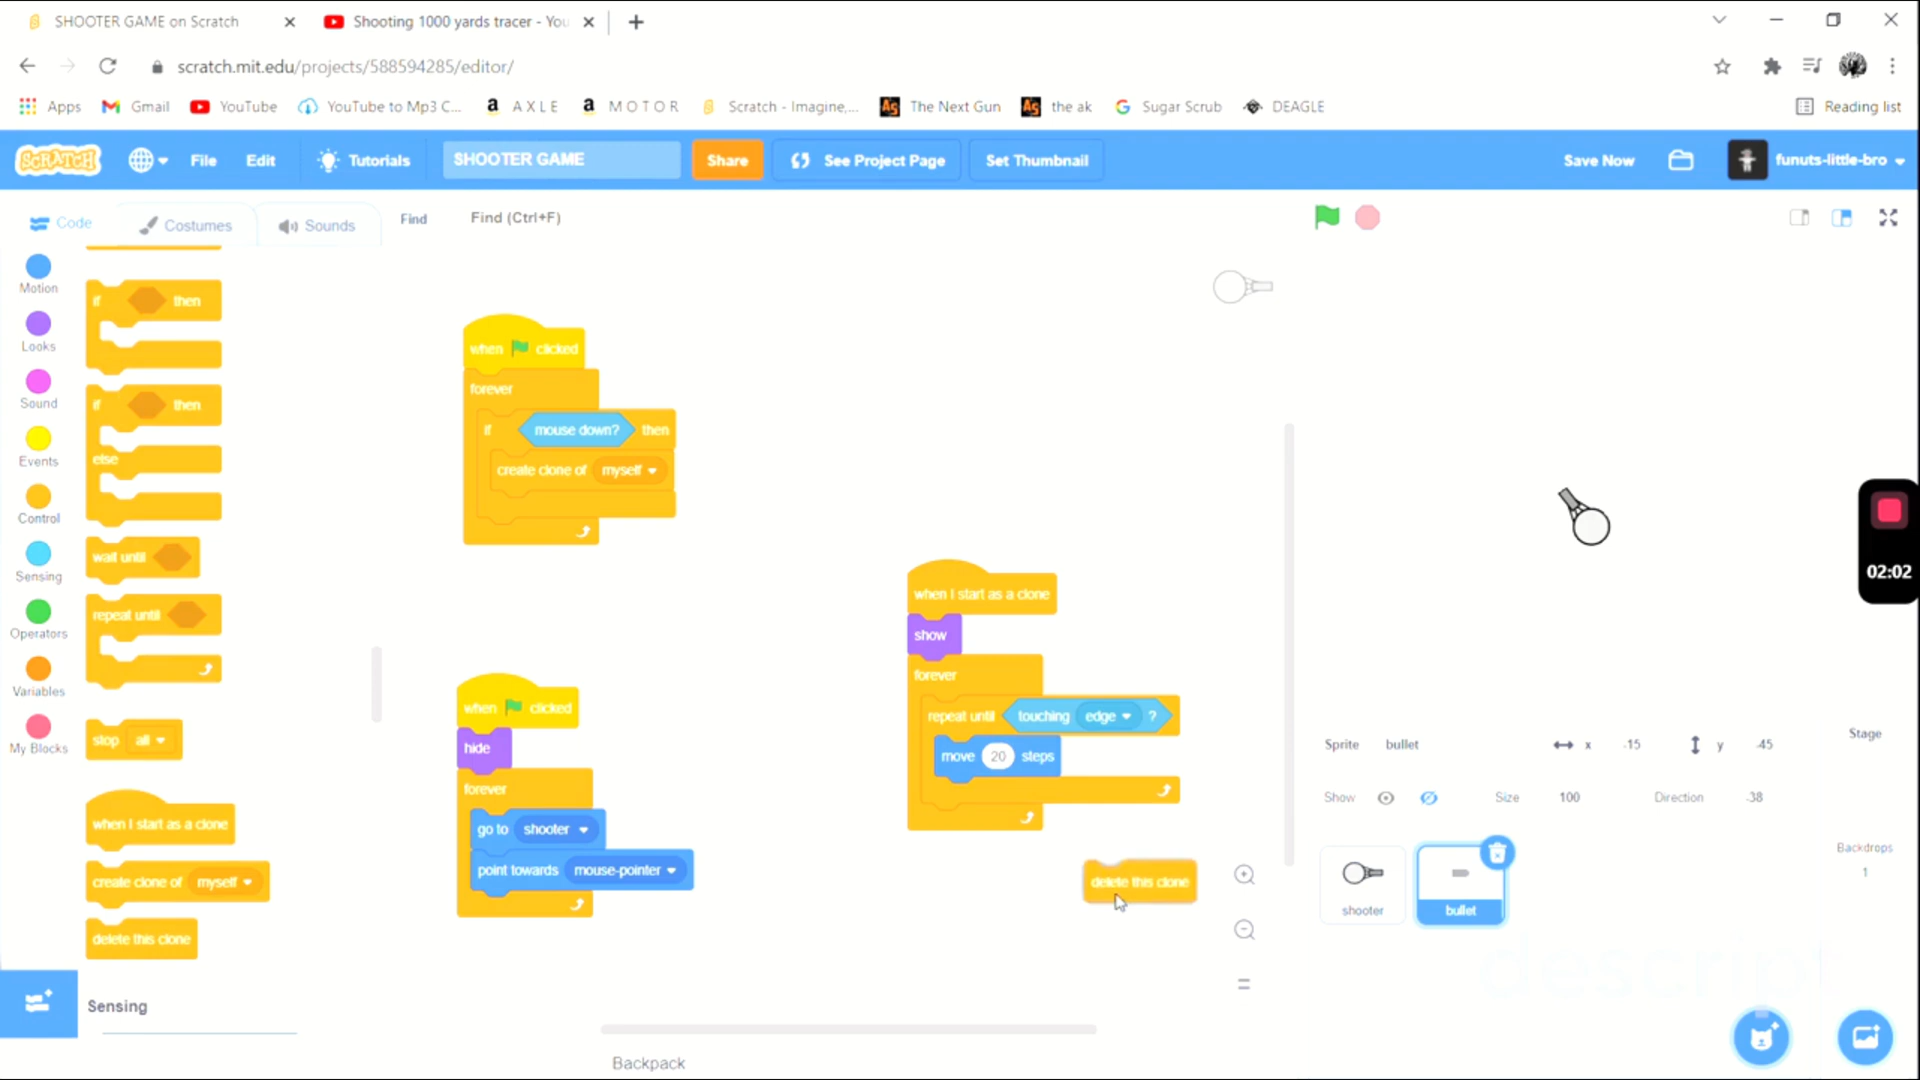 SHOOTER GAME on Scratch
Shooting 1000 yards tracer - You
scratch.mit.edu/projects/588594285/editor/
Apps
Gmail
YouTube
YouTube to Mp3 C...
A X L E
M O T O R
Scratch - Imagine,...
The Next Gun
the ak
Sugar Scrub
DEAGLE
Reading list
SCRATCH
File
Edit
Tutorials
SHOOTER GAME
Share
See Project Page
Set Thumbnail
Save Now
funuts-little-bro
Code
Costumes
Sounds
Find
Find (Ctrl+F)
Motion
Looks
Sound
Events
Control
Sensing
Operators
Variables
My Blocks
if then
if then
else
wait until
repeat until
stop all
when I start as a clone
create clone of myself
delete this clone
Sensing
when clicked
forever
if mouse down? then
create clone of myself
when clicked
hide
forever
go to shooter
point towards mouse-pointer
when I start as a clone
show
forever
repeat until touching edge ?
move 20 steps
delete this clone
Backpack
02:02
Sprite bullet x -15 y 45
Show Size 100 Direction -38
shooter
bullet
Stage
Backdrops
1
descript